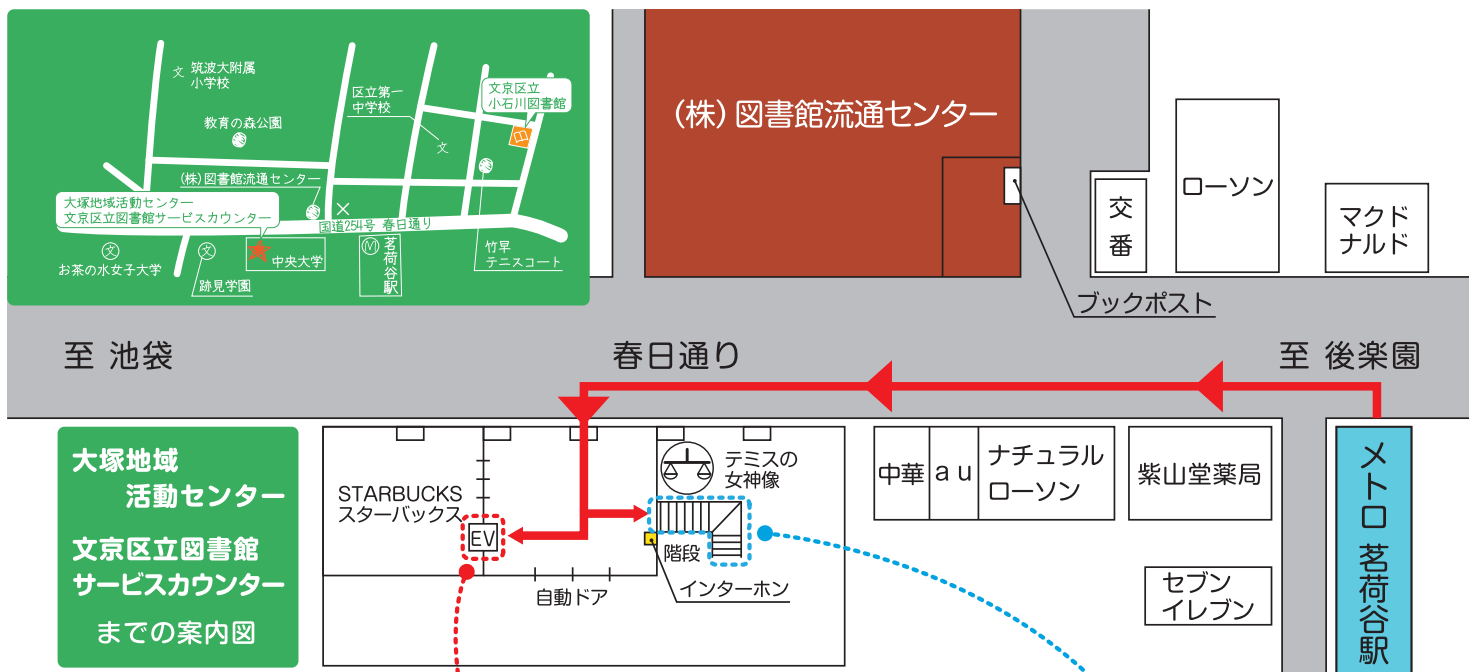 筑波大附属
小学校
区立第一
中学校
文京区立
小石川図書館
教育の森公園
(株)図書館流通センター
大塚地域活動センター
文京区立図書館サービスカウンター
国道254号 春日通り
お茶の水女子大学
跡見学園
中央大学
茗荷谷駅
竹早
テニスコート
文
文
文
文
M
(株)図書館流通センター
交番
ローソン
マクド
ナルド
ブックポスト
至 池袋
春日通り
至 後楽園
大塚地域
活動センター
文京区立図書館
サービスカウンター
までの案内図
STARBUCKS
スターバックス
EV
テミスの
女神像
階段
インターホン
自動ドア
中華
au
ナチュラル
ローソン
紫山堂薬局
セブン
イレブン
メトロ 茗荷谷駅